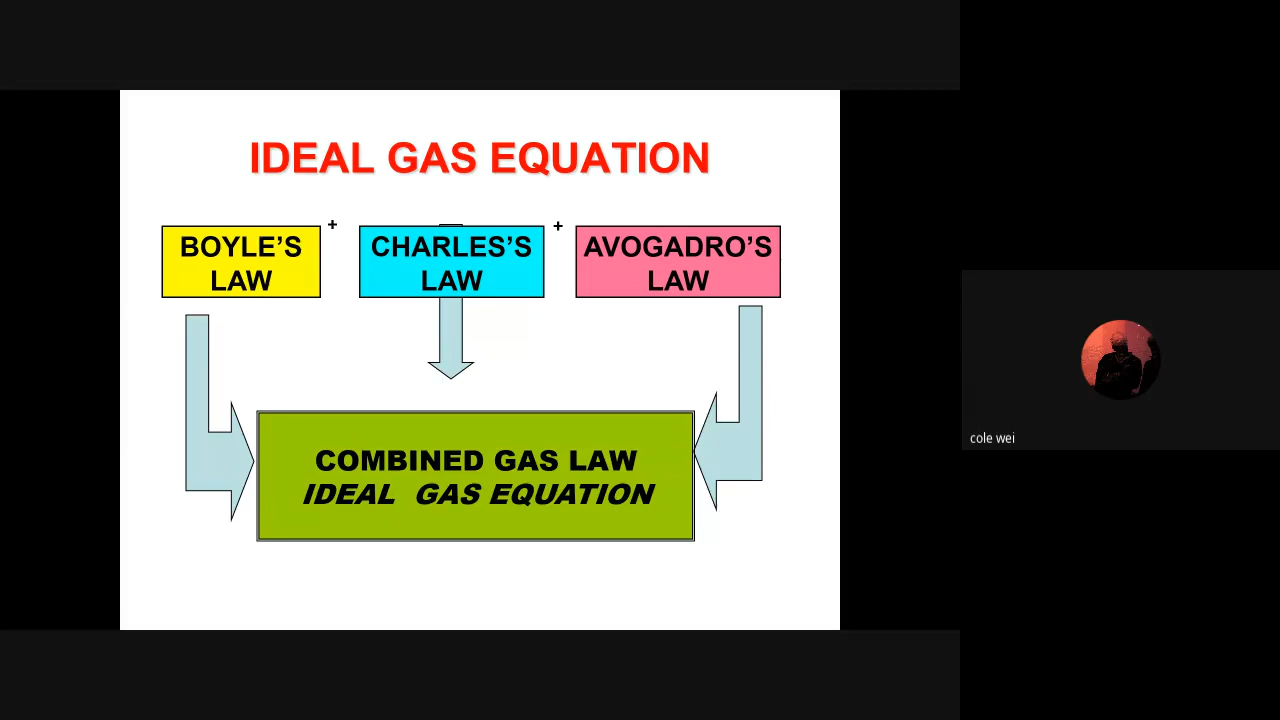 IDEAL GAS EQUATION
+
+
BOYLE’S
LAW
CHARLES’S
LAW
AVOGADRO’S
LAW
COMBINED GAS LAW
IDEAL GAS EQUATION
cole wei